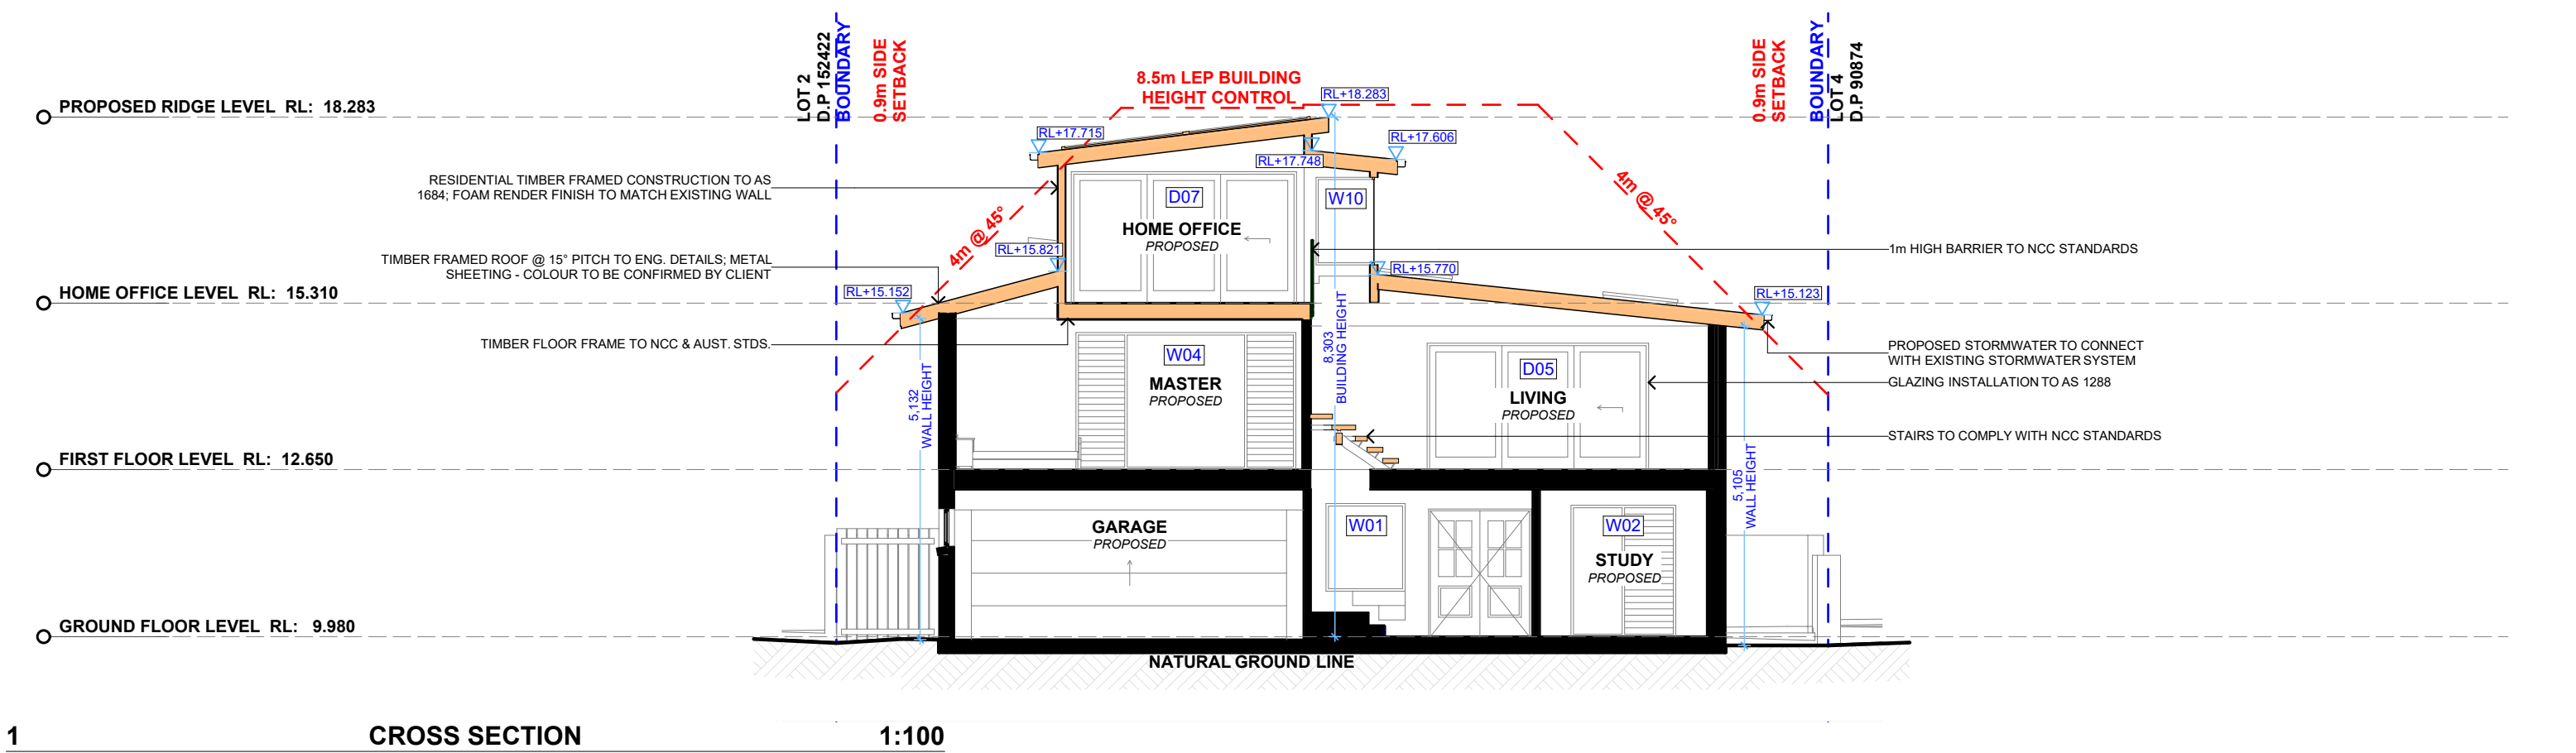 LOT 2
D.P 1524422
BOUNDARY
0.9m SIDE
SETBACK
8.5m LEP BUILDING
HEIGHT CONTROL
0.9m SIDE
SETBACK
BOUNDARY
LOT 4
D.P 90874
PROPOSED RIDGE LEVEL RL: 18.283
RL+18.283
RL+17.715
RL+17.606
RL+17.748
RESIDENTIAL TIMBER FRAMED CONSTRUCTION TO AS
1684; FOAM RENDER FINISH TO MATCH EXISTING WALL
D07
W10
HOME OFFICE
PROPOSED
4m @ 45°
4m @ 45°
RL+15.821
1m HIGH BARRIER TO NCC STANDARDS
TIMBER FRAMED ROOF @ 15° PITCH TO ENG. DETAILS; METAL
SHEETING - COLOUR TO BE CONFIRMED BY CLIENT
RL+15.770
HOME OFFICE LEVEL RL: 15.310
RL+15.152
RL+15.123
TIMBER FLOOR FRAME TO NCC & AUST. STDS.
W04
MASTER
PROPOSED
8,303
BUILDING HEIGHT
D05
LIVING
PROPOSED
PROPOSED STORMWATER TO CONNECT
WITH EXISTING STORMWATER SYSTEM
GLAZING INSTALLATION TO AS 1288
5,132
WALL HEIGHT
STAIRS TO COMPLY WITH NCC STANDARDS
FIRST FLOOR LEVEL RL: 12.650
5,105
WALL HEIGHT
GARAGE
PROPOSED
W01
W02
STUDY
PROPOSED
GROUND FLOOR LEVEL RL: 9.980
NATURAL GROUND LINE
1 CROSS SECTION 1:100